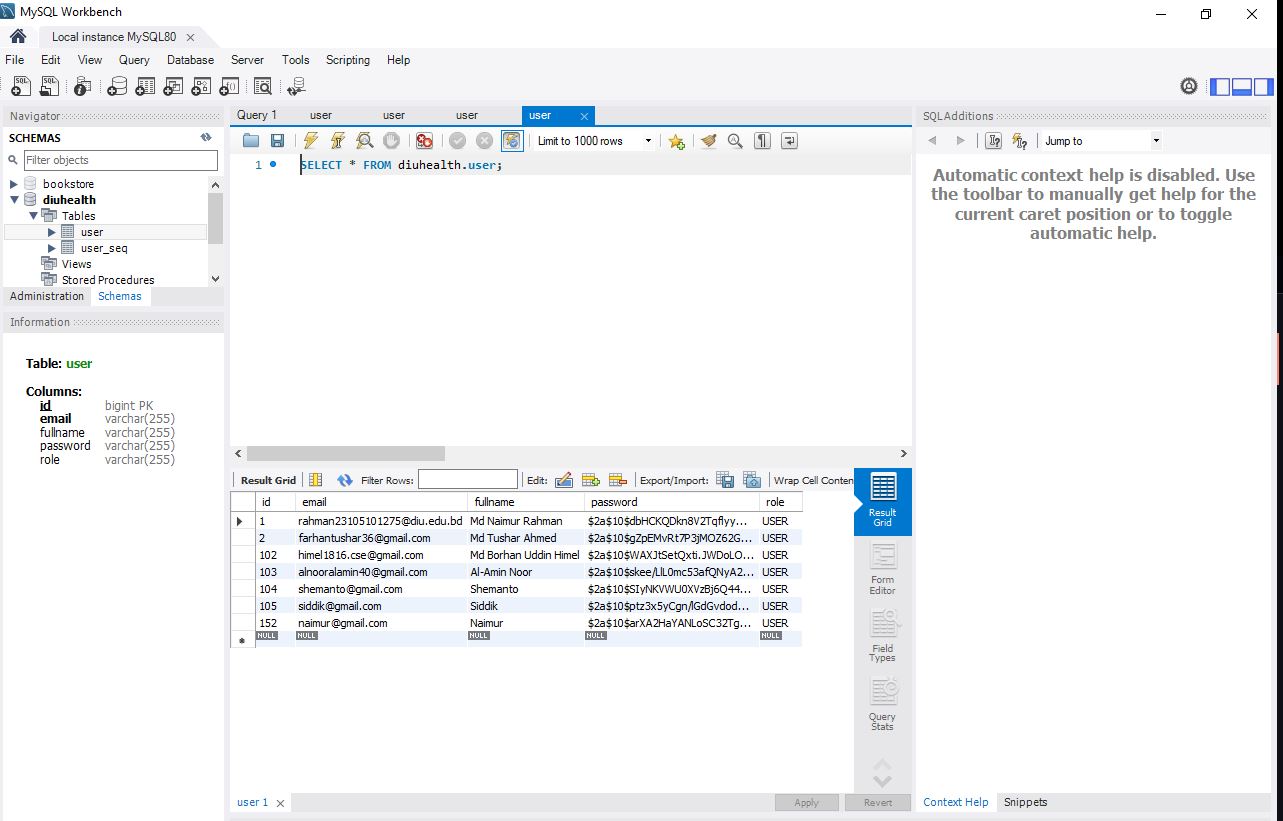 MySQL Workbench
Local instance MySQL80
File Edit View Query Database Server Tools Scripting Help
Navigator
SCHEMAS
Filter objects
bookstore
diuhealth
Tables
user
user_seq
Views
Stored Procedures
Administration Schemas
Information
Table: user
Columns:
id bigint PK
email varchar(255)
fullname varchar(255)
password varchar(255)
role varchar(255)
Query 1 user user user user
Limit to 1000 rows
1 SELECT * FROM diuhealth.user;
Result Grid Filter Rows: Edit: Export/Import: Wrap Cell Conten
id email fullname password role
1 rahman23105101275@diu.edu.bd Md Naimur Rahman $2a$10$dbHCKQDkn8V2Tqflyy... USER
2 farhantushar36@gmail.com Md Tushar Ahmed $2a$10$gZpEMvRt7P3jMOZ62G... USER
102 himel1816.cse@gmail.com Md Borhan Uddin Himel $2a$10$WAXJtSetQxti.JWDoLO... USER
103 alnooralamin40@gmail.com Al-Amin Noor $2a$10$skee/LlL0mc53afQNyA2... USER
104 shemanto@gmail.com Shemanto $2a$10$SIyNKVWU0XVzBj6Q44... USER
105 siddik@gmail.com Siddik $2a$10$ptz3x5yCgn/lGdGvdod... USER
152 naimur@gmail.com Naimur $2a$10$arXA2HaYANLoSC32Tg... USER
NULL NULL NULL NULL NULL
Result
Grid
Form
Editor
Field
Types
Query
Stats
user 1
Apply Revert
SQLAdditions
Jump to
Automatic context help is disabled. Use
the toolbar to manually get help for the
current caret position or to toggle
automatic help.
Context Help Snippets